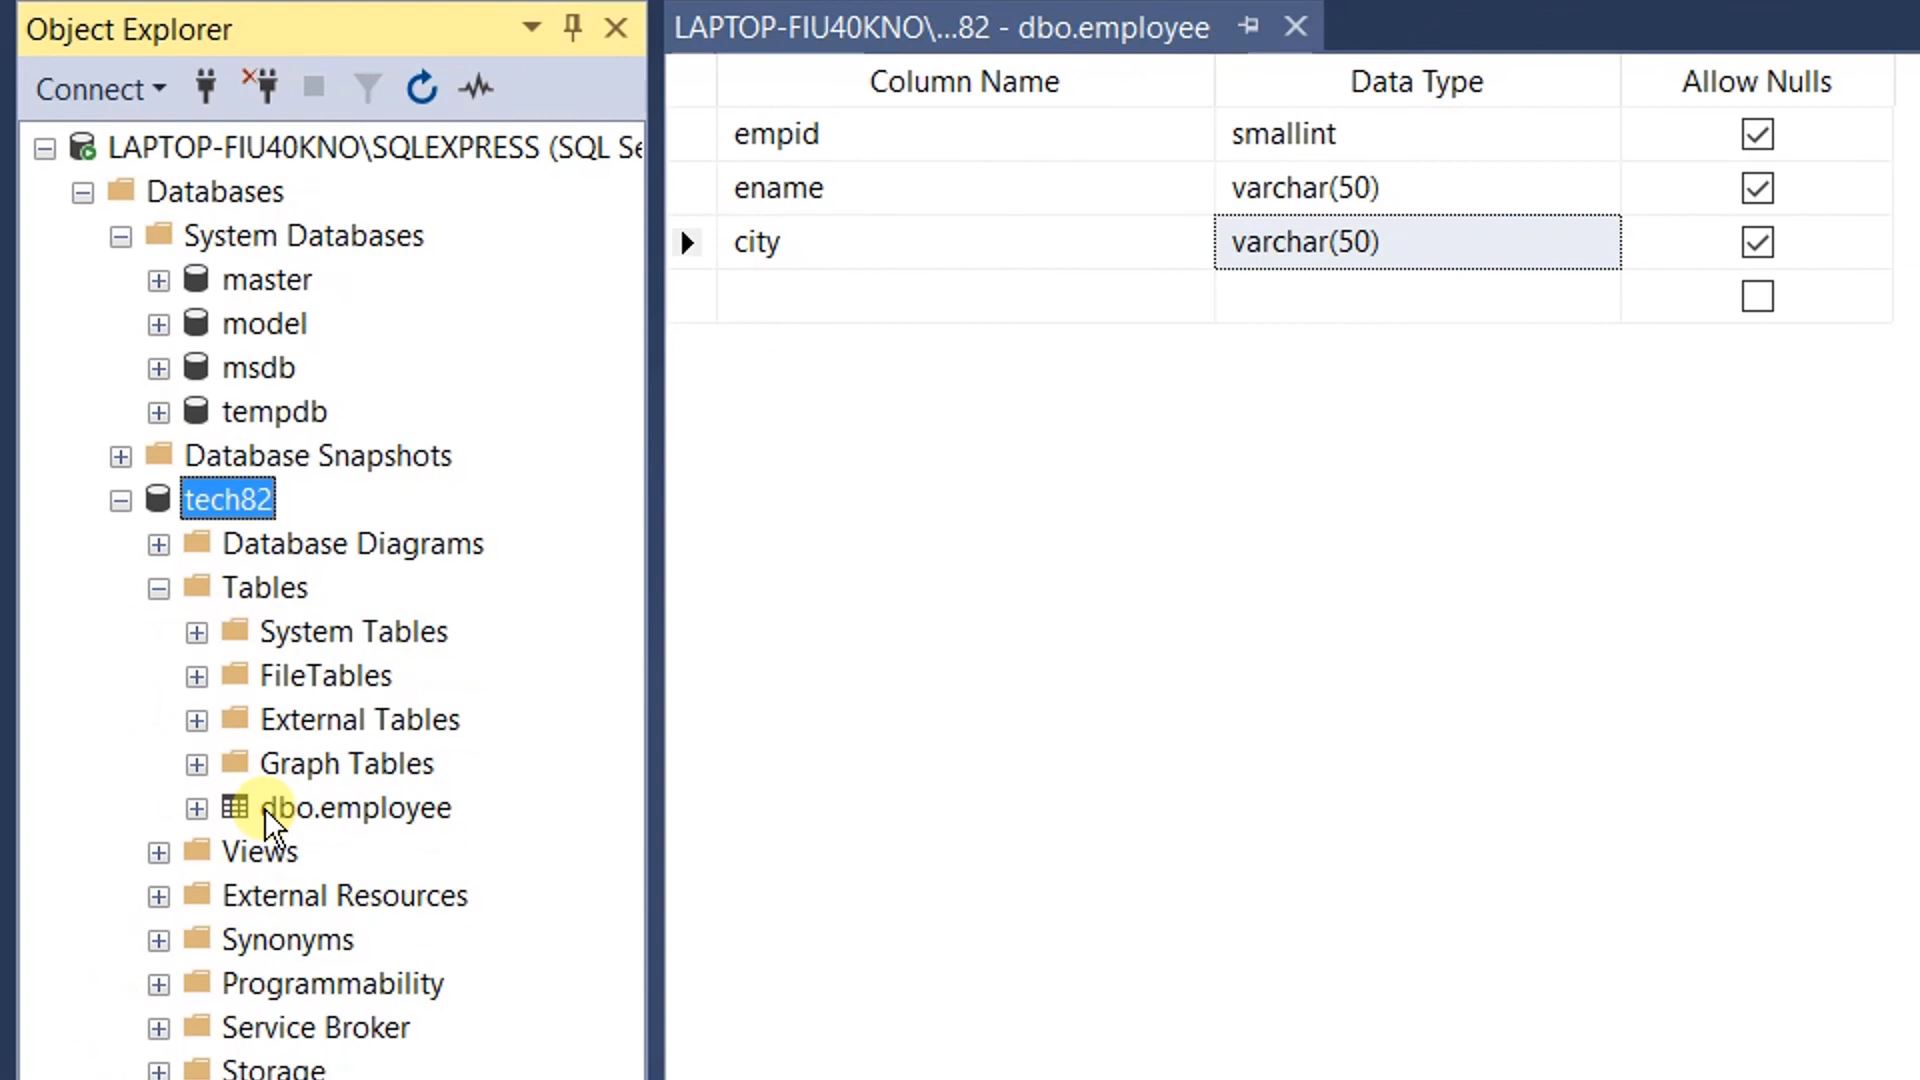 Object Explorer
Connect
LAPTOP-FIU40KNO\SQLEXPRESS (SQL Se
Databases
System Databases
master
model
msdb
tempdb
Database Snapshots
tech82
Database Diagrams
Tables
System Tables
FileTables
External Tables
Graph Tables
dbo.employee
Views
External Resources
Synonyms
Programmability
Service Broker
Storage
LAPTOP-FIU40KNO\...82 - dbo.employee
Column Name Data Type Allow Nulls
empid smallint
ename varchar(50)
city varchar(50)